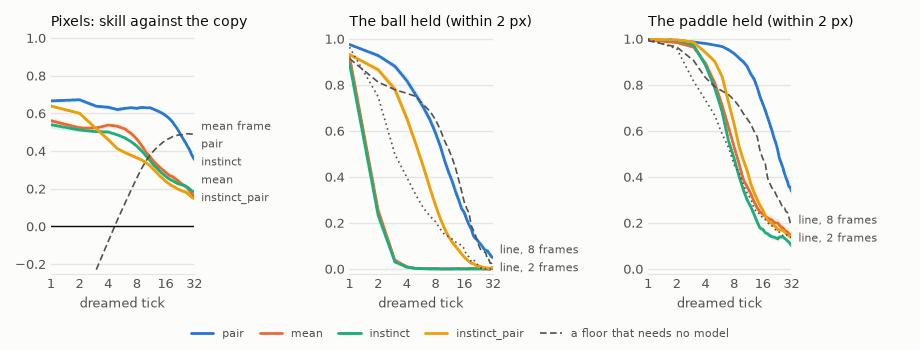 Pixels: skill against the copy
1.0
0.8
0.6
0.4
0.2
0.0
−0.2
1 2 4 8 16 32
dreamed tick
mean frame
pair
instinct
mean
instinct_pair
The ball held (within 2 px)
1.0
0.8
0.6
0.4
0.2
0.0
1 2 4 8 16 32
dreamed tick
line, 8 frames
line, 2 frames
The paddle held (within 2 px)
1.0
0.8
0.6
0.4
0.2
0.0
1 2 4 8 16 32
dreamed tick
line, 8 frames
line, 2 frames
pair mean instinct instinct_pair a floor that needs no model